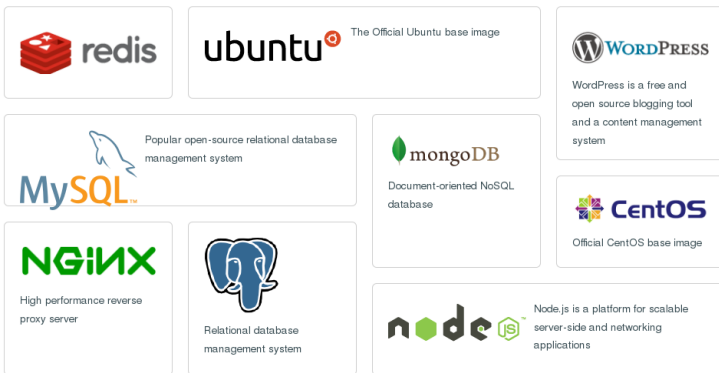 redis
ubuntu
The Official Ubuntu base image
WORDPRESS
WordPress is a free and
open source blogging tool
and a content management
system
MySQL™
Popular open-source relational database
management system
mongoDB
Document-oriented NoSQL
database
CentOS
Official CentOS base image
NGiNX
High performance reverse
proxy server
Relational database
management system
node
JS™
Node.js is a platform for scalable
server-side and networking
applications